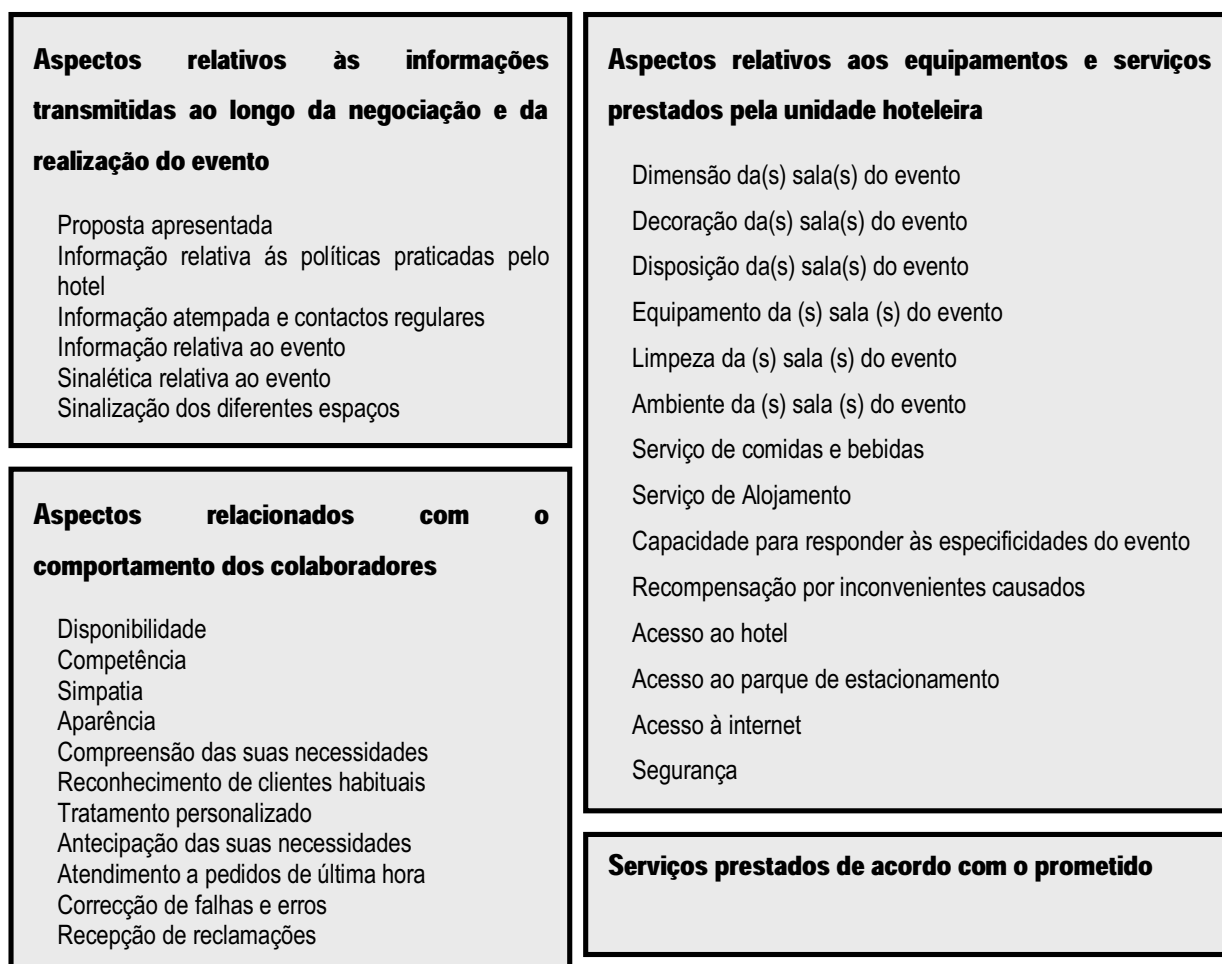 Aspectos relativos às informações
transmitidas ao longo da negociação e da
realização do evento
Proposta apresentada
Informação relativa ás políticas praticadas pelo
hotel
Informação atempada e contactos regulares
Informação relativa ao evento
Sinalética relativa ao evento
Sinalização dos diferentes espaços
Aspectos relacionados com o
comportamento dos colaboradores
Disponibilidade
Competência
Simpatia
Aparência
Compreensão das suas necessidades
Reconhecimento de clientes habituais
Tratamento personalizado
Antecipação das suas necessidades
Atendimento a pedidos de última hora
Correcção de falhas e erros
Recepção de reclamações
Aspectos relativos aos equipamentos e serviços
prestados pela unidade hoteleira
Dimensão da(s) sala(s) do evento
Decoração da(s) sala(s) do evento
Disposição da(s) sala(s) do evento
Equipamento da (s) sala (s) do evento
Limpeza da (s) sala (s) do evento
Ambiente da (s) sala (s) do evento
Serviço de comidas e bebidas
Serviço de Alojamento
Capacidade para responder às especificidades do evento
Recompensação por inconvenientes causados
Acesso ao hotel
Acesso ao parque de estacionamento
Acesso à internet
Segurança
Serviços prestados de acordo com o prometido